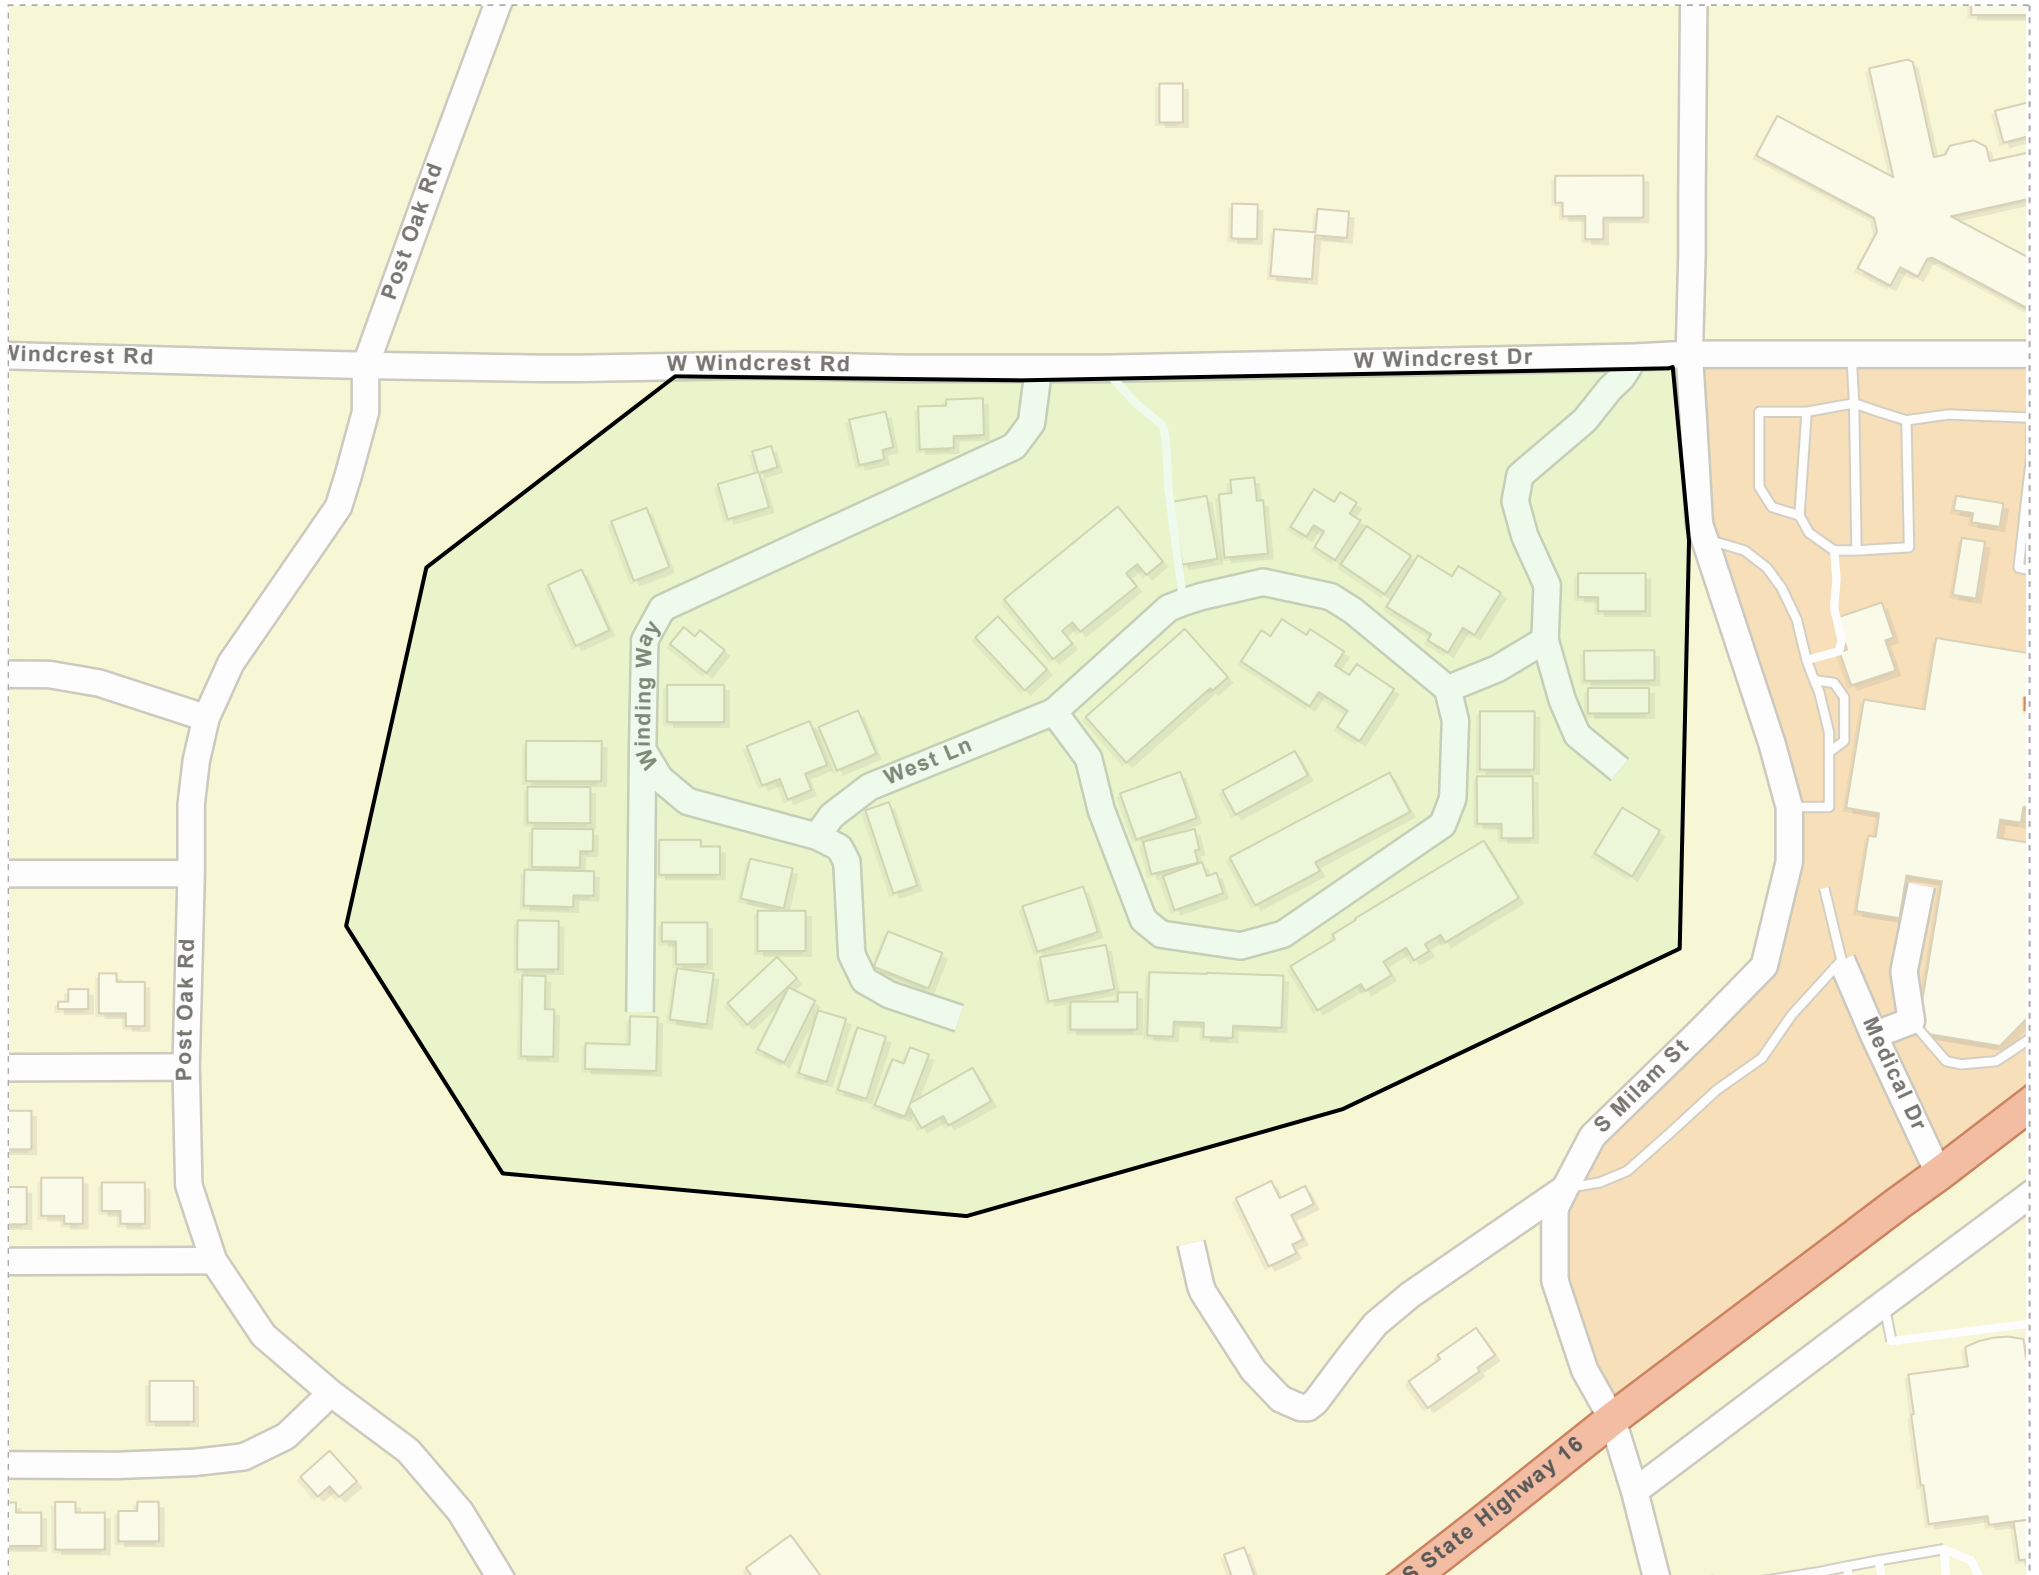 Post Oak Rd
Windcrest Rd
W Windcrest Rd
W Windcrest Dr
Winding Way
West Ln
Post Oak Rd
S Milam St
Medical Dr
S State Highway 16